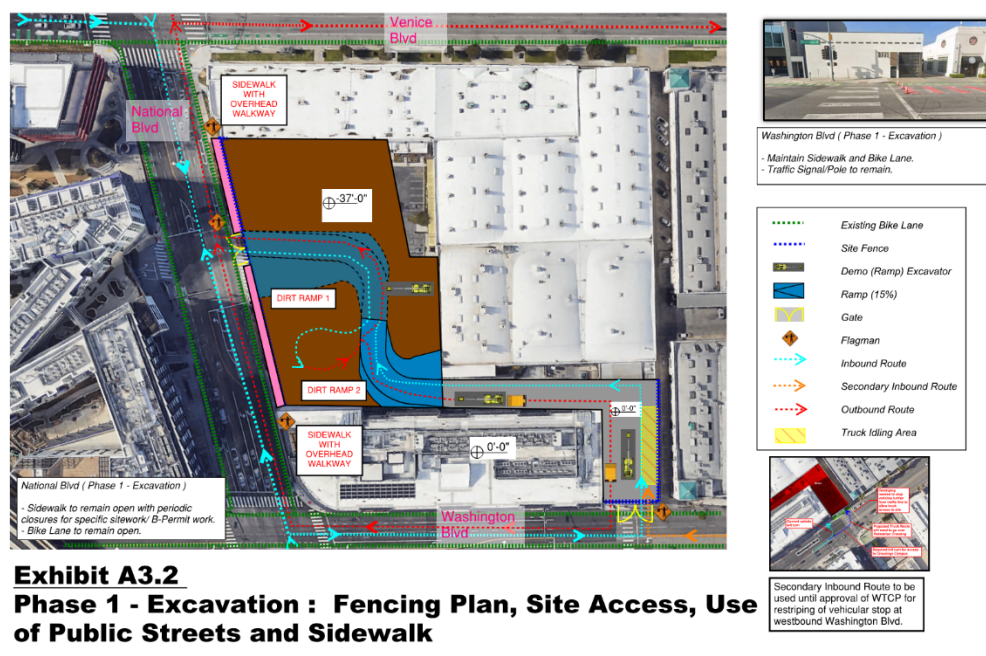 Venice
Blvd
SIDEWALK
WITH
OVERHEAD
WALKWAY
National
Blvd
-37'-0"
DIRT RAMP 1
DIRT RAMP 2
0'-0"
SIDEWALK
WITH
OVERHEAD
WALKWAY
0'-0"
National Blvd ( Phase 1 - Excavation )
- Sidewalk to remain open with periodic
closures for specific sitework/ B-Permit work.
- Bike Lane to remain open.
Washington
Blvd
Washington Blvd ( Phase 1 - Excavation )
- Maintain Sidewalk and Bike Lane.
- Traffic Signal/Pole to remain.
Existing Bike Lane
Site Fence
Demo (Ramp) Excavator
Ramp (15%)
Gate
Flagman
Inbound Route
Secondary Inbound Route
Outbound Route
Truck Idling Area
Secondary Inbound Route to be
used until approval of WTCP for
restriping of vehicular stop at
westbound Washington Blvd.
Exhibit A3.2
Phase 1 - Excavation : Fencing Plan, Site Access, Use
of Public Streets and Sidewalk